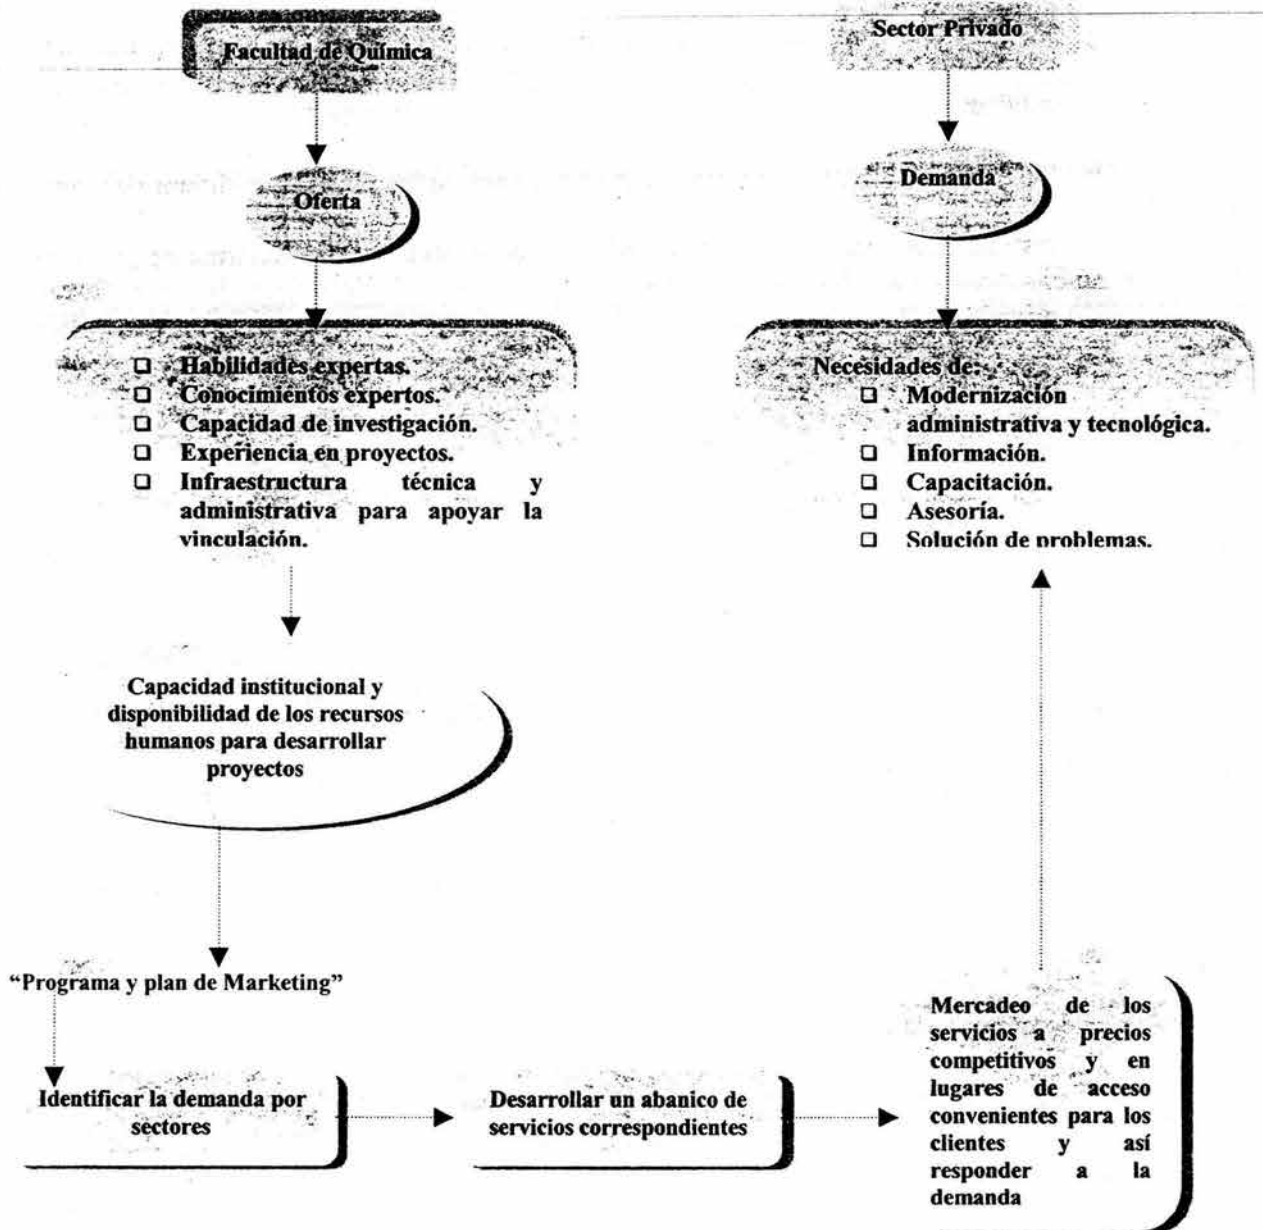 Facultad de Química
Sector Privado
Oferta
Demanda
❑ Habilidades expertas.
❑ Conocimientos expertos.
❑ Capacidad de investigación.
❑ Experiencia en proyectos.
❑ Infraestructura técnica y
administrativa para apoyar la
vinculación.
Necesidades de:
❑ Modernización
administrativa y tecnológica.
❑ Información.
❑ Capacitación.
❑ Asesoría.
❑ Solución de problemas.
Capacidad institucional y
disponibilidad de los recursos
humanos para desarrollar
proyectos
“Programa y plan de Marketing”
Identificar la demanda por
sectores
Desarrollar un abanico de
servicios correspondientes
Mercadeo de los
servicios a precios
competitivos y en
lugares de acceso
convenientes para los
clientes y así
responder a la
demanda